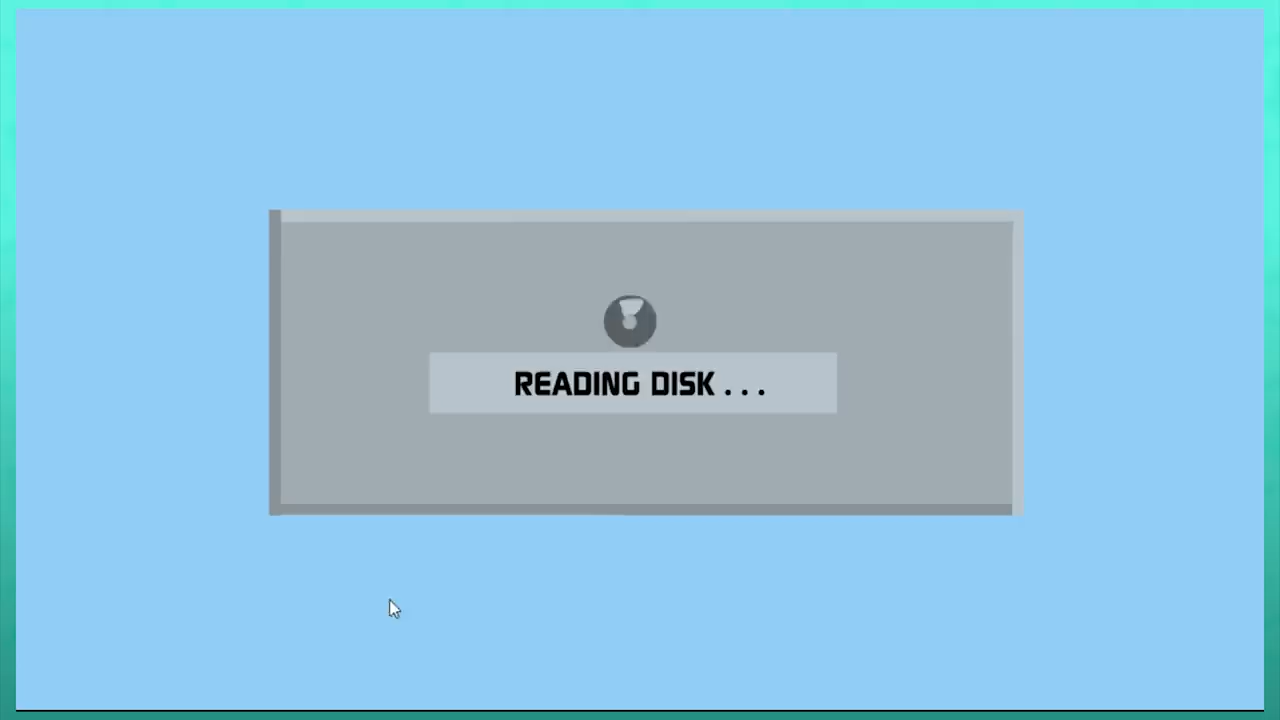 READING DISK . . .